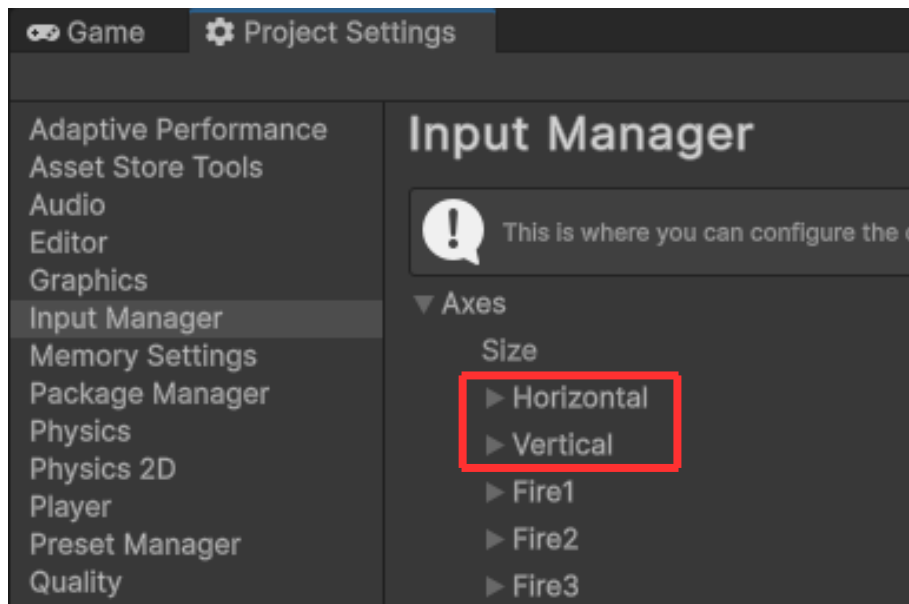 Game
Project Settings
Adaptive Performance
Asset Store Tools
Audio
Editor
Graphics
Input Manager
Memory Settings
Package Manager
Physics
Physics 2D
Player
Preset Manager
Quality
Input Manager
This is where you can configure the
Axes
Size
Horizontal
Vertical
Fire1
Fire2
Fire3